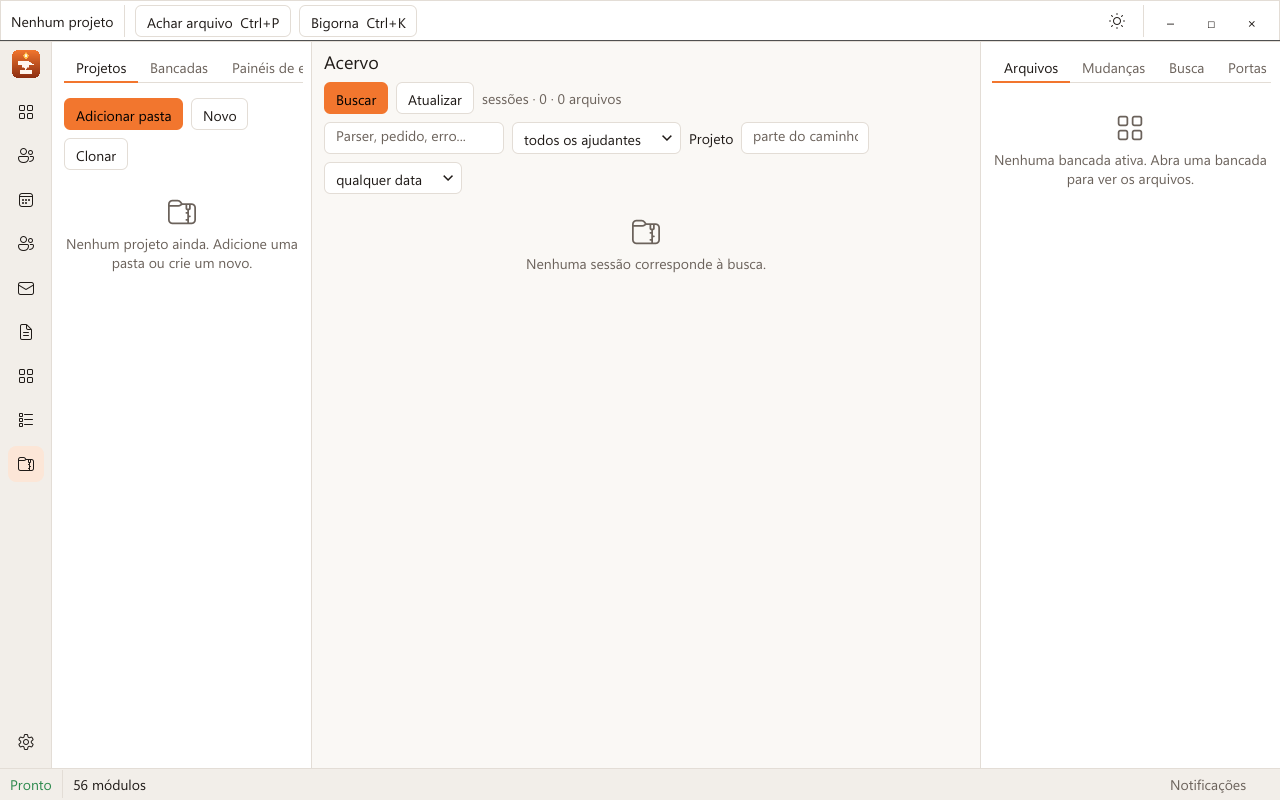 Nenhum projeto
Achar arquivo Ctrl+P
Bigorna Ctrl+K
Projetos
Bancadas
Painéis de e
Adicionar pasta
Novo
Clonar
Nenhum projeto ainda. Adicione uma
pasta ou crie um novo.
Acervo
Buscar
Atualizar
sessões · 0 · 0 arquivos
Parser, pedido, erro...
todos os ajudantes
Projeto
parte do caminho
qualquer data
Nenhuma sessão corresponde à busca.
Arquivos
Mudanças
Busca
Portas
Nenhuma bancada ativa. Abra uma bancada
para ver os arquivos.
Pronto
56 módulos
Notificações